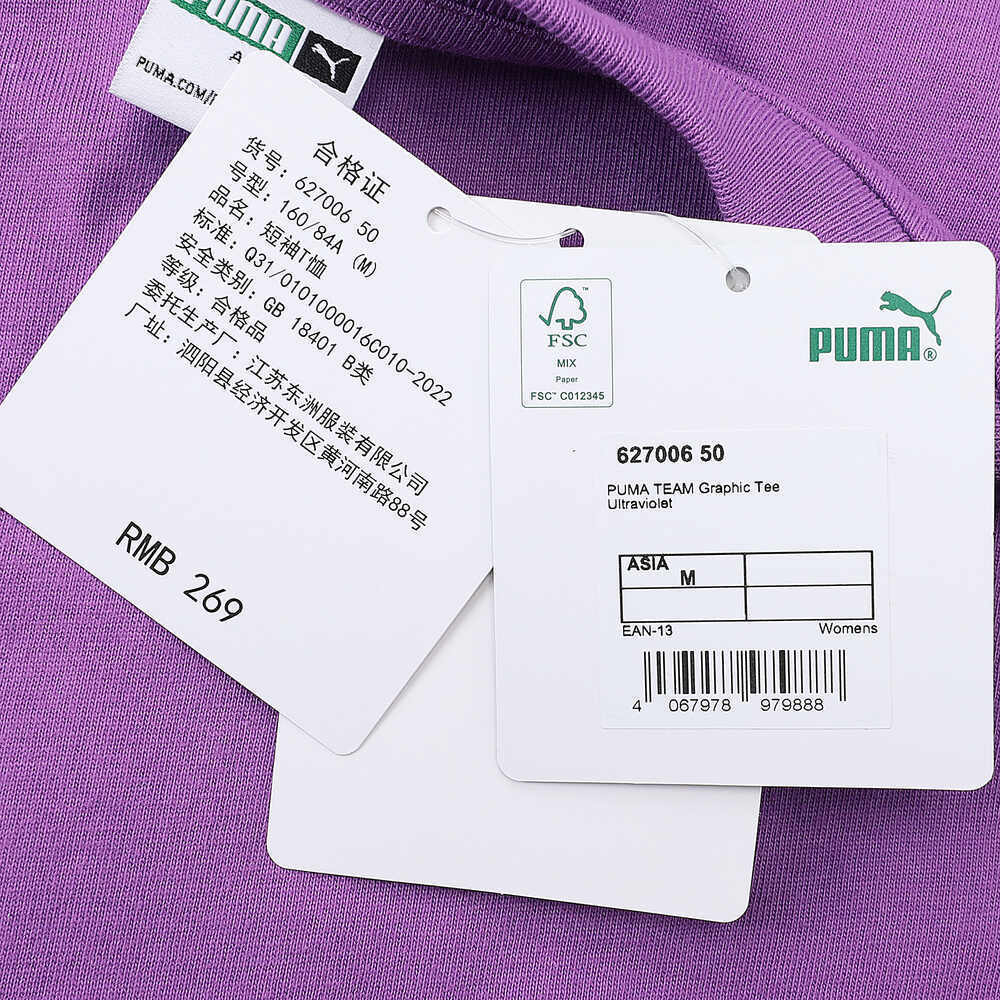 PUMA
PUMA.COM/
合格证
货号: 627006 50
号型: 160/84A (M)
品名: 短袖T恤
标准: Q31/0101000016C010-2022
安全类别: GB 18401 B类
等级: 合格品
委托生产厂: 江苏东洲服装有限公司
厂址: 泗阳县经济开发区黄河南路88号
RMB 269
FSC
MIX
Paper
FSC™ C012345
PUMA®
627006 50
PUMA TEAM Graphic Tee
Ultraviolet
ASIA
M
EAN-13 Womens
4 067978 979888